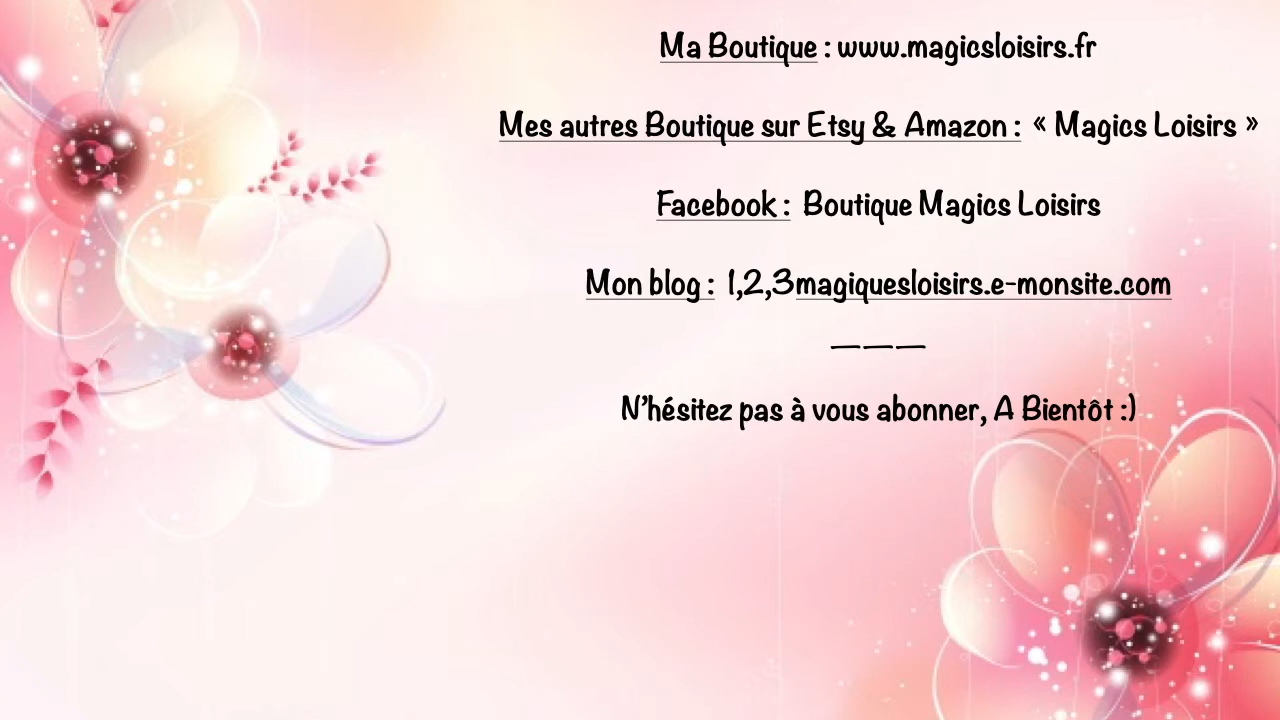 Ma Boutique : www.magicsloisirs.fr
Mes autres Boutique sur Etsy & Amazon : « Magics Loisirs »
Facebook : Boutique Magics Loisirs
Mon blog : 1,2,3magiquesloisirs.e-monsite.com
———
N’hésitez pas à vous abonner, A Bientôt :)